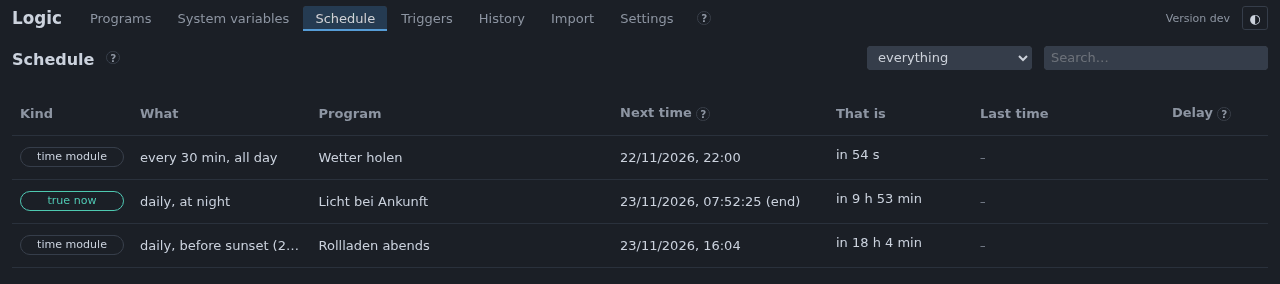 Logic Programs System variables Schedule Triggers History Import Settings ? Version dev
Schedule ? everything Search...
Kind What Program Next time ? That is Last time Delay ?
time module every 30 min, all day Wetter holen 22/11/2026, 22:00 in 54 s –
true now daily, at night Licht bei Ankunft 23/11/2026, 07:52:25 (end) in 9 h 53 min –
time module daily, before sunset (2... Rollladen abends 23/11/2026, 16:04 in 18 h 4 min –